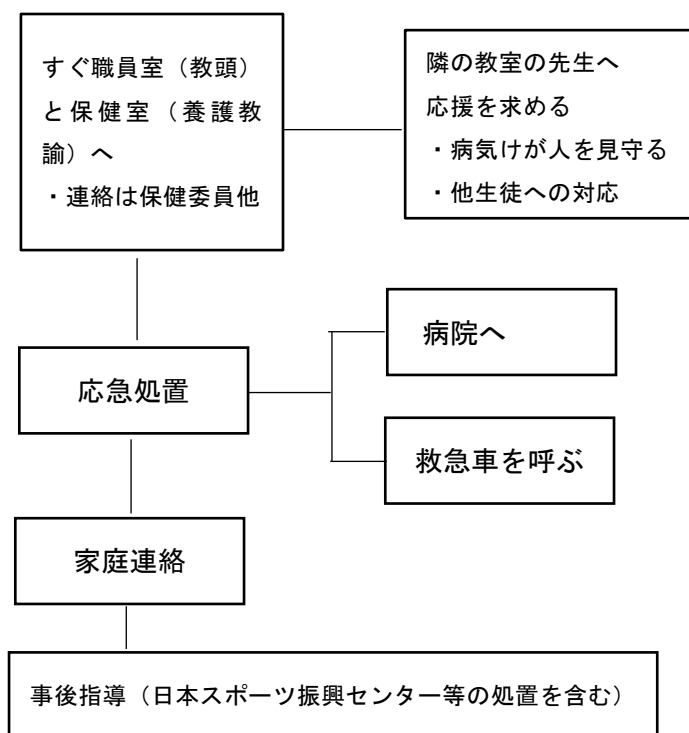 すぐ職員室（教頭）
と保健室（養護教
諭）へ
・連絡は保健委員他
隣の教室の先生へ
応援を求める
・病気けが人を見守る
・他生徒への対応
病院へ
応急処置
救急車を呼ぶ
家庭連絡
事後指導（日本スポーツ振興センター等の処置を含む）